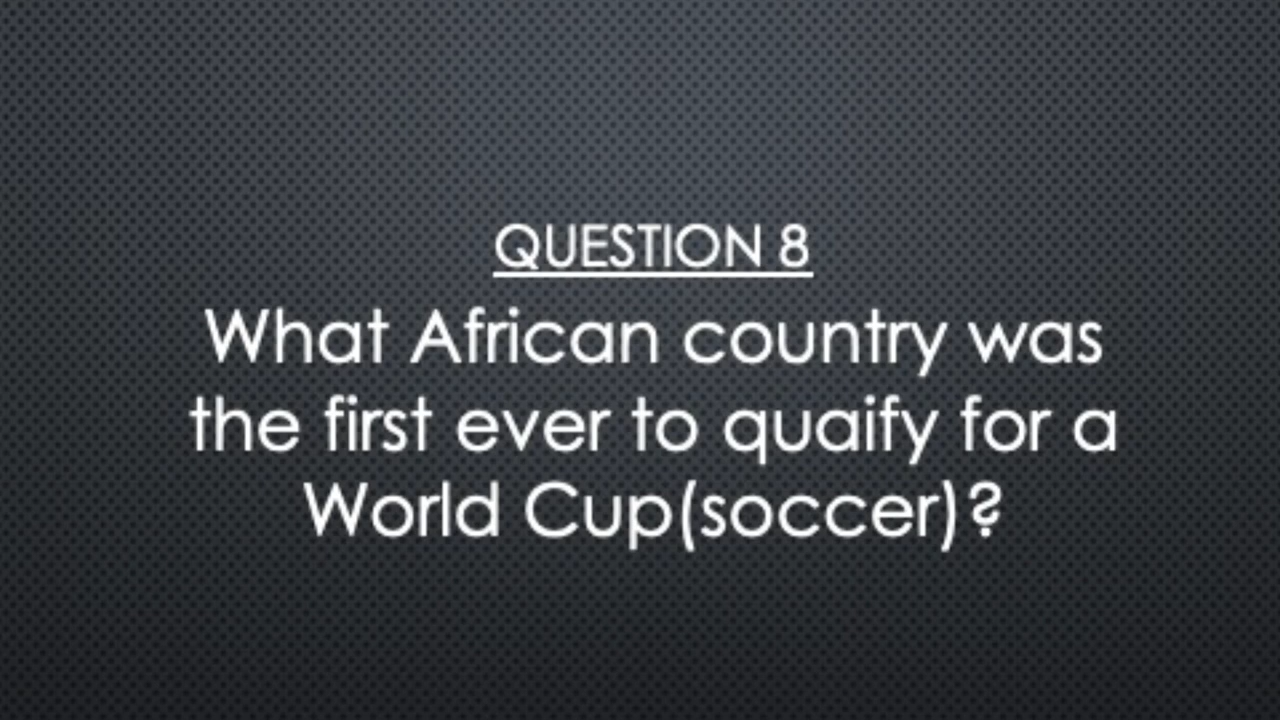 QUESTION 8
What African country was
the first ever to quaify for a
World Cup(soccer)?